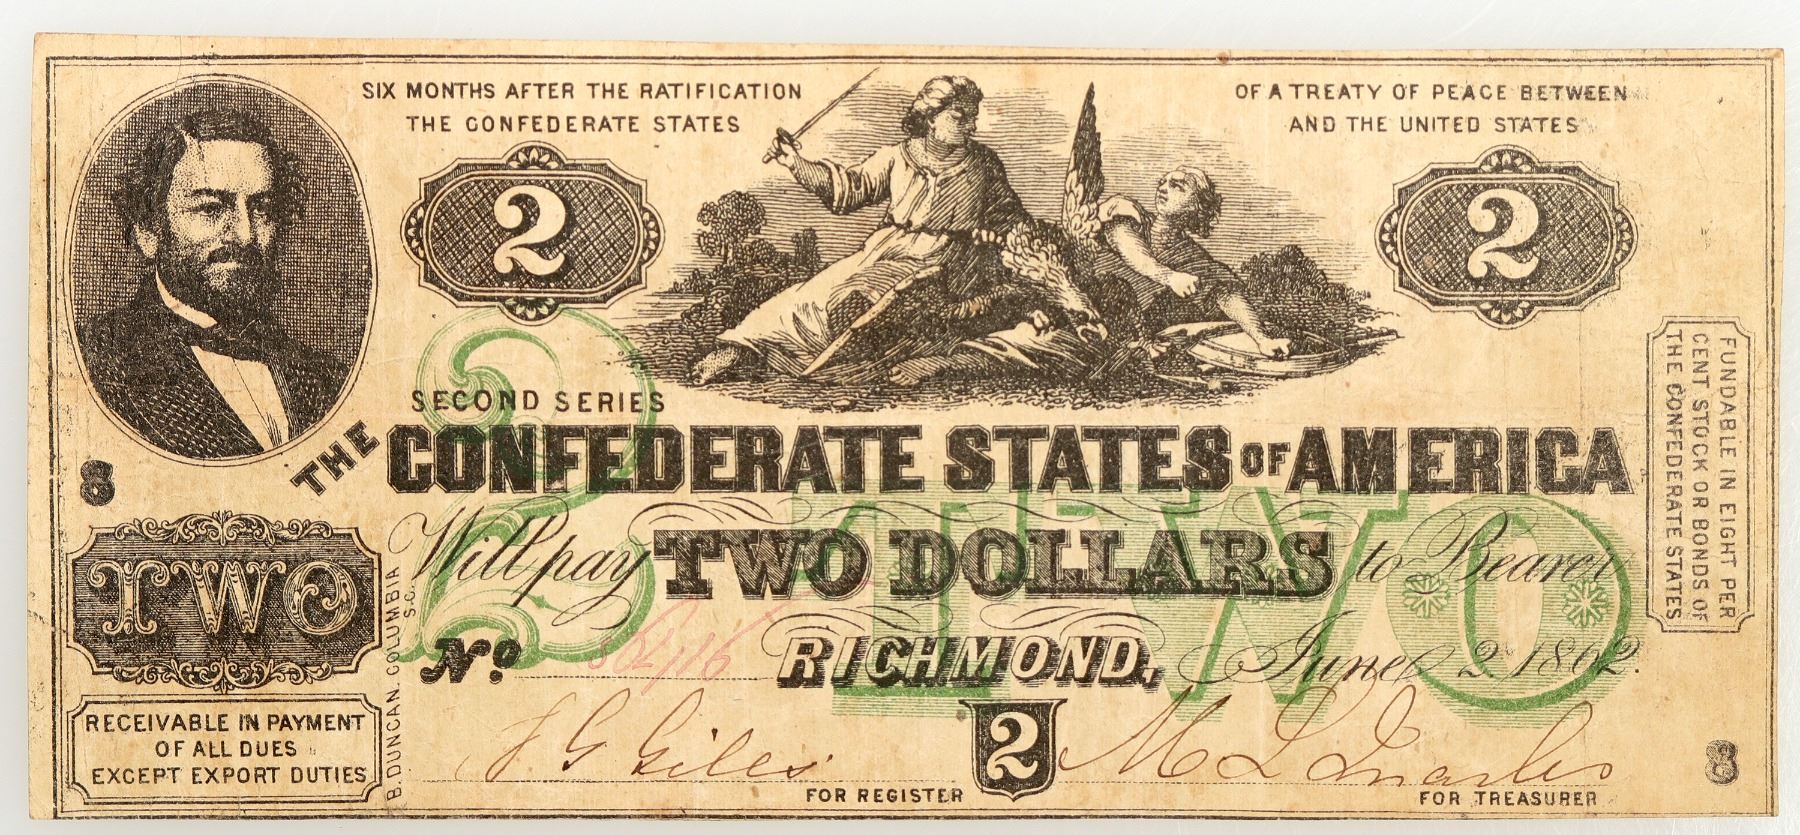 SIX MONTHS AFTER THE RATIFICATION OF A TREATY OF PEACE BETWEEN
THE CONFEDERATE STATES AND THE UNITED STATES
2 2
SECOND SERIES
THE CONFEDERATE STATES OF AMERICA
8
Will pay TWO DOLLARS to Bearer
2 TWO
TWO
No. RICHMOND, June 2. 1862.
RECEIVABLE IN PAYMENT
OF ALL DUES
EXCEPT EXPORT DUTIES
B. DUNCAN. COLUMBIA
S.C.
J G Giles
FOR REGISTER
2
FOR TREASURER
8
FUNDABLE IN EIGHT PER
CENT STOCK OR BONDS OF
THE CONFEDERATE STATES